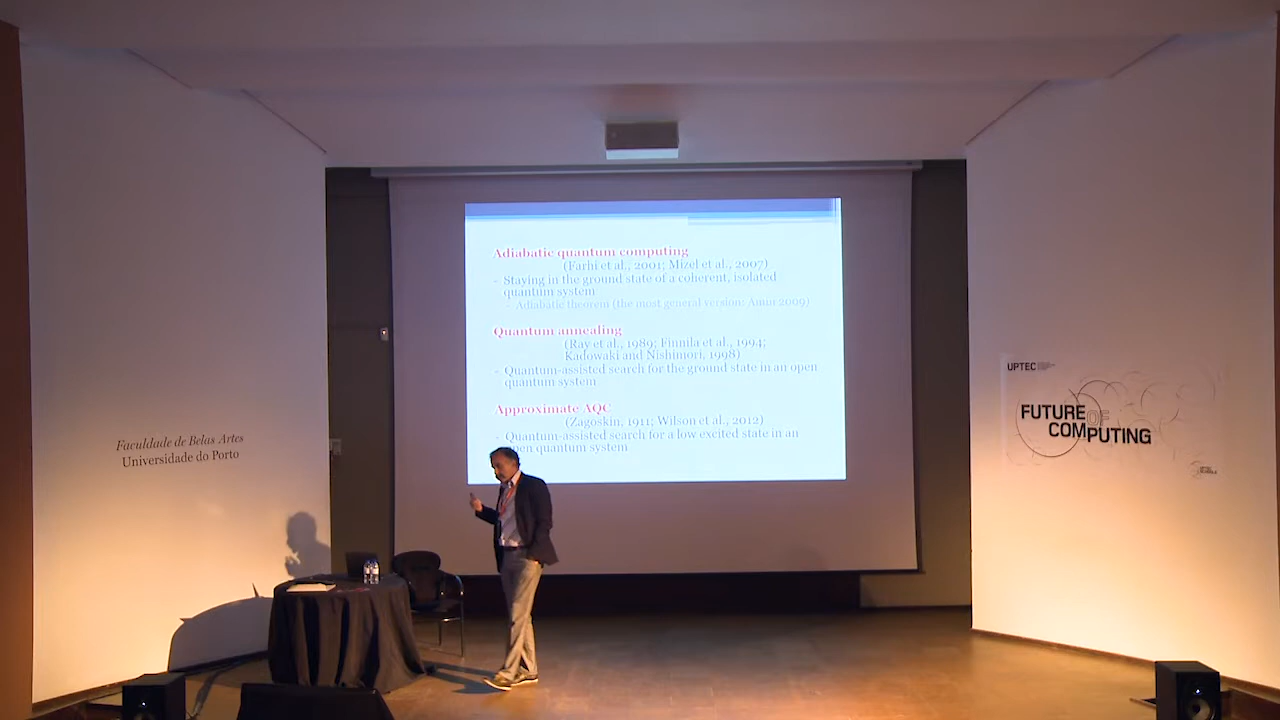 Adiabatic quantum computing
(Farhi et al., 2001; Mizel et al., 2007)
- Staying in the ground state of a coherent, isolated
quantum system
- Adiabatic theorem (the most general version: Amin 2009)
Quantum annealing
(Ray et al., 1989; Finnila et al., 1994;
Kadowaki and Nishimori, 1998)
- Quantum-assisted search for the ground state in an open
quantum system
Approximate AQC
(Zagoskin, 1911; Wilson et al., 2012)
- Quantum-assisted search for a low excited state in an
open quantum system
Faculdade de Belas Artes
Universidade do Porto
UPTEC
FUTURE OF
COMPUTING
UPTEC